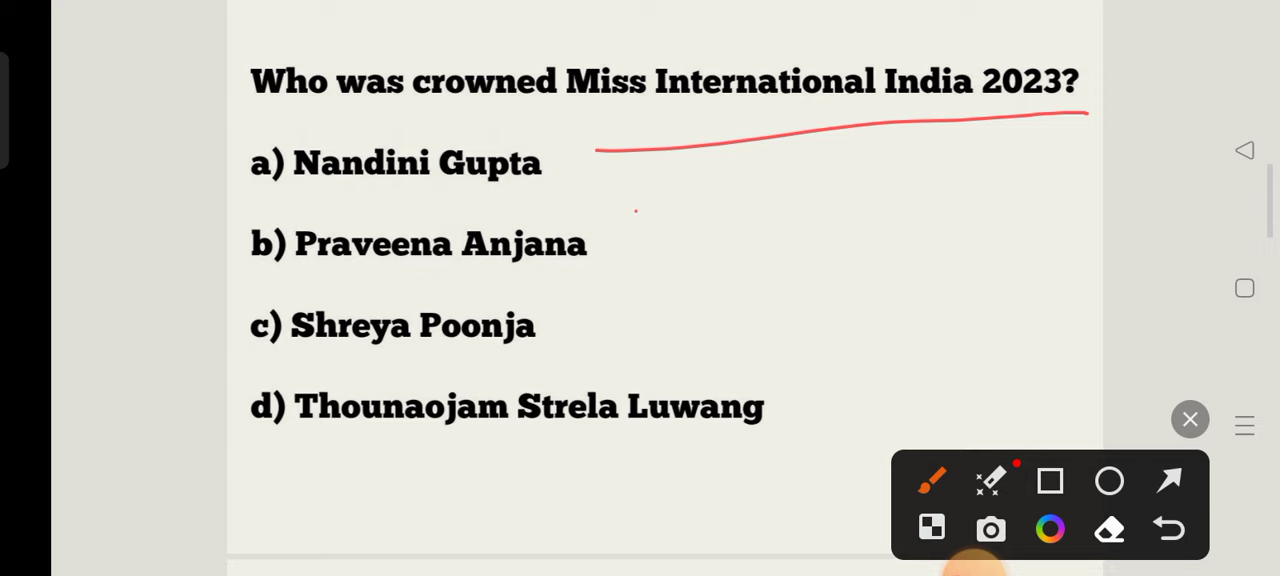 Who was crowned Miss International India 2023?
a) Nandini Gupta
b) Praveena Anjana
c) Shreya Poonja
d) Thounaojam Strela Luwang